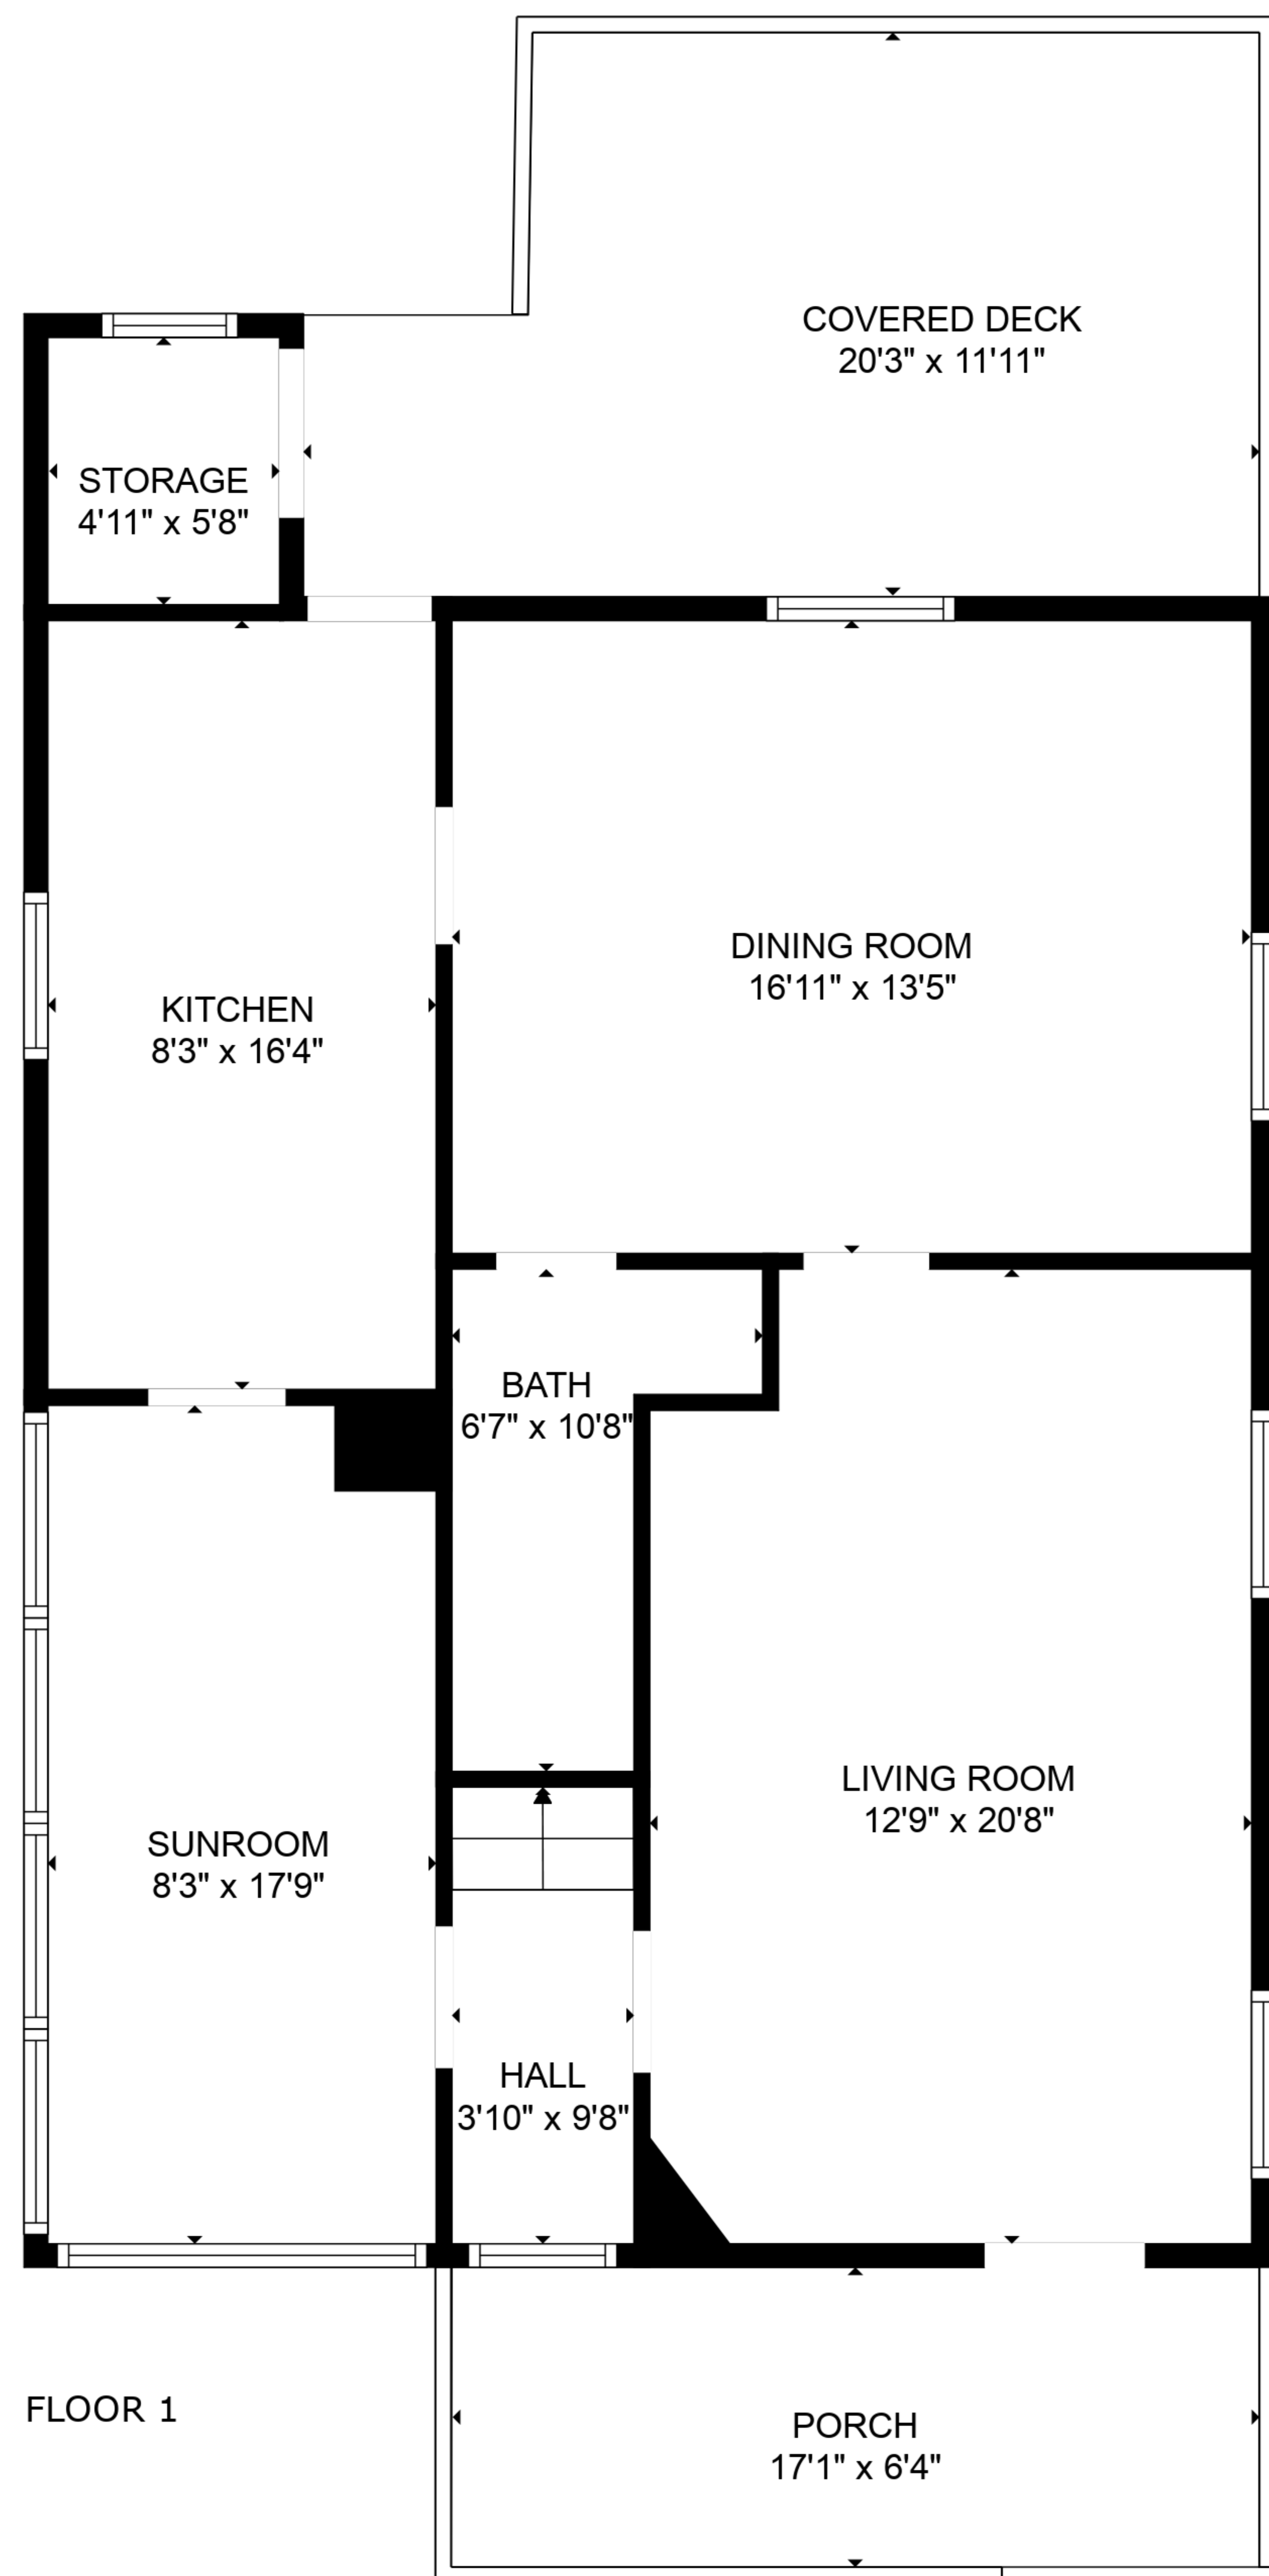 COVERED DECK
20'3" x 11'11"
STORAGE
4'11" x 5'8"
DINING ROOM
16'11" x 13'5"
KITCHEN
8'3" x 16'4"
BATH
6'7" x 10'8"
LIVING ROOM
12'9" x 20'8"
SUNROOM
8'3" x 17'9"
HALL
3'10" x 9'8"
FLOOR 1
PORCH
17'1" x 6'4"